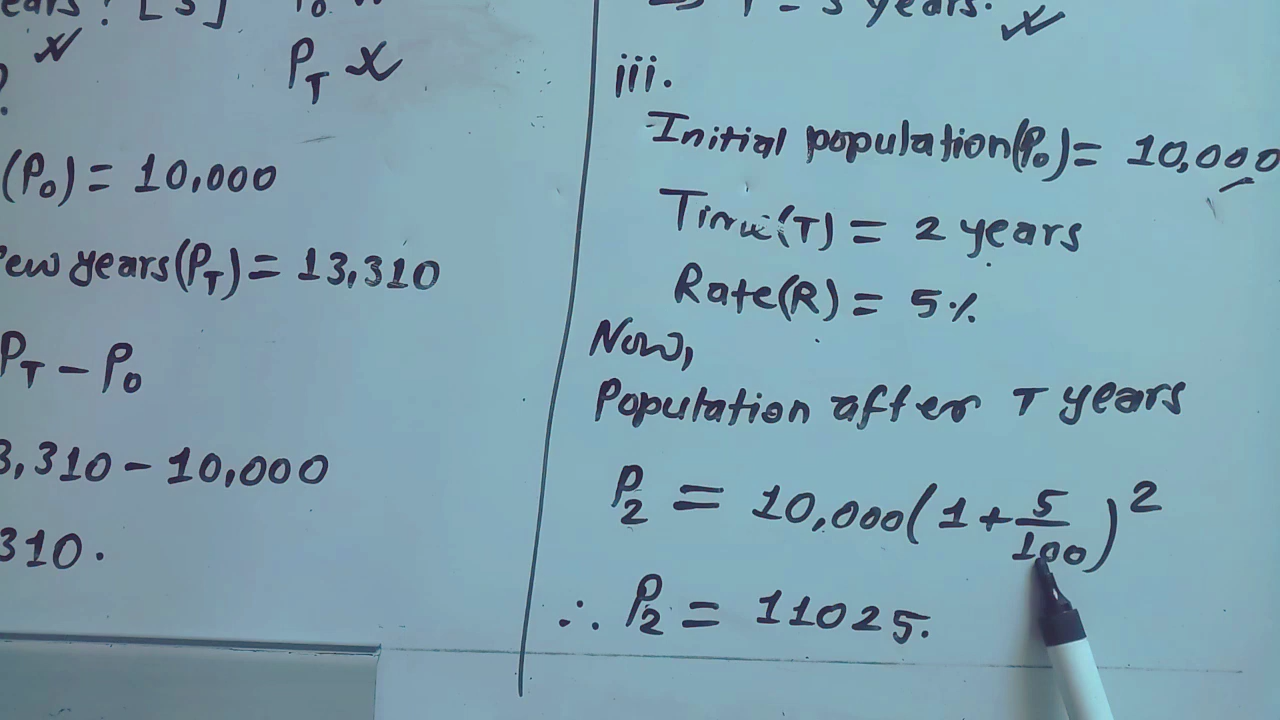 P_T
(P₀) = 10,000
Few years (P_T) = 13,310
P_T - P₀
3,310 - 10,000
310.
years.
iii.
Initial population (P₀) = 10,000
Time (T) = 2 years
Rate (R) = 5%
Now,
Population after T years
P₂ = 10,000 (1 + 5/100)²
∴ P₂ = 11025.